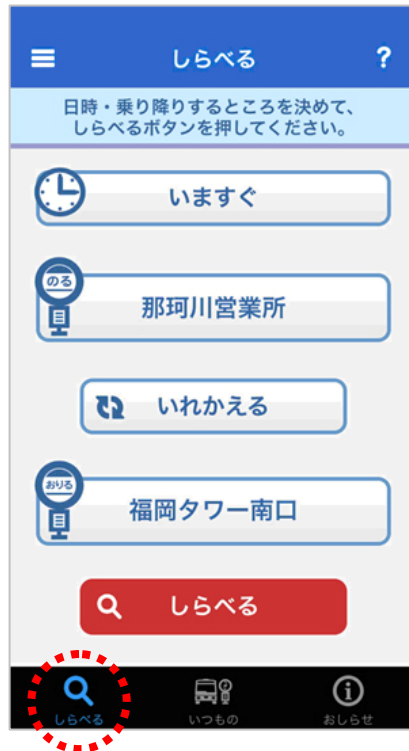 しらべる
?
日時・乗り降りするところを決めて、
しらべるボタンを押してください。
いますぐ
のる
那珂川営業所
いれかえる
おりる
福岡タワー南口
しらべる
しらべる
いつもの
おしらせ